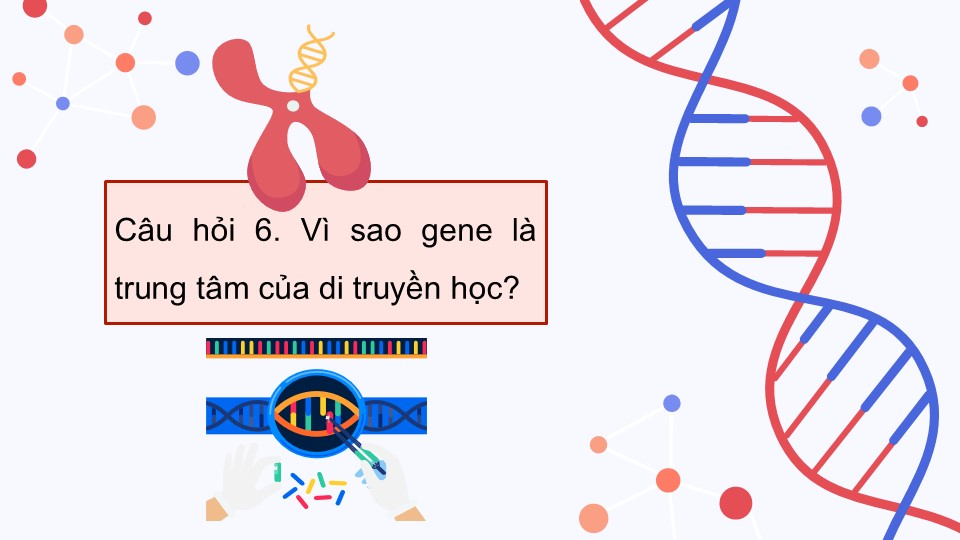 Câu hỏi 6. Vì sao gene là
trung tâm của di truyền học?